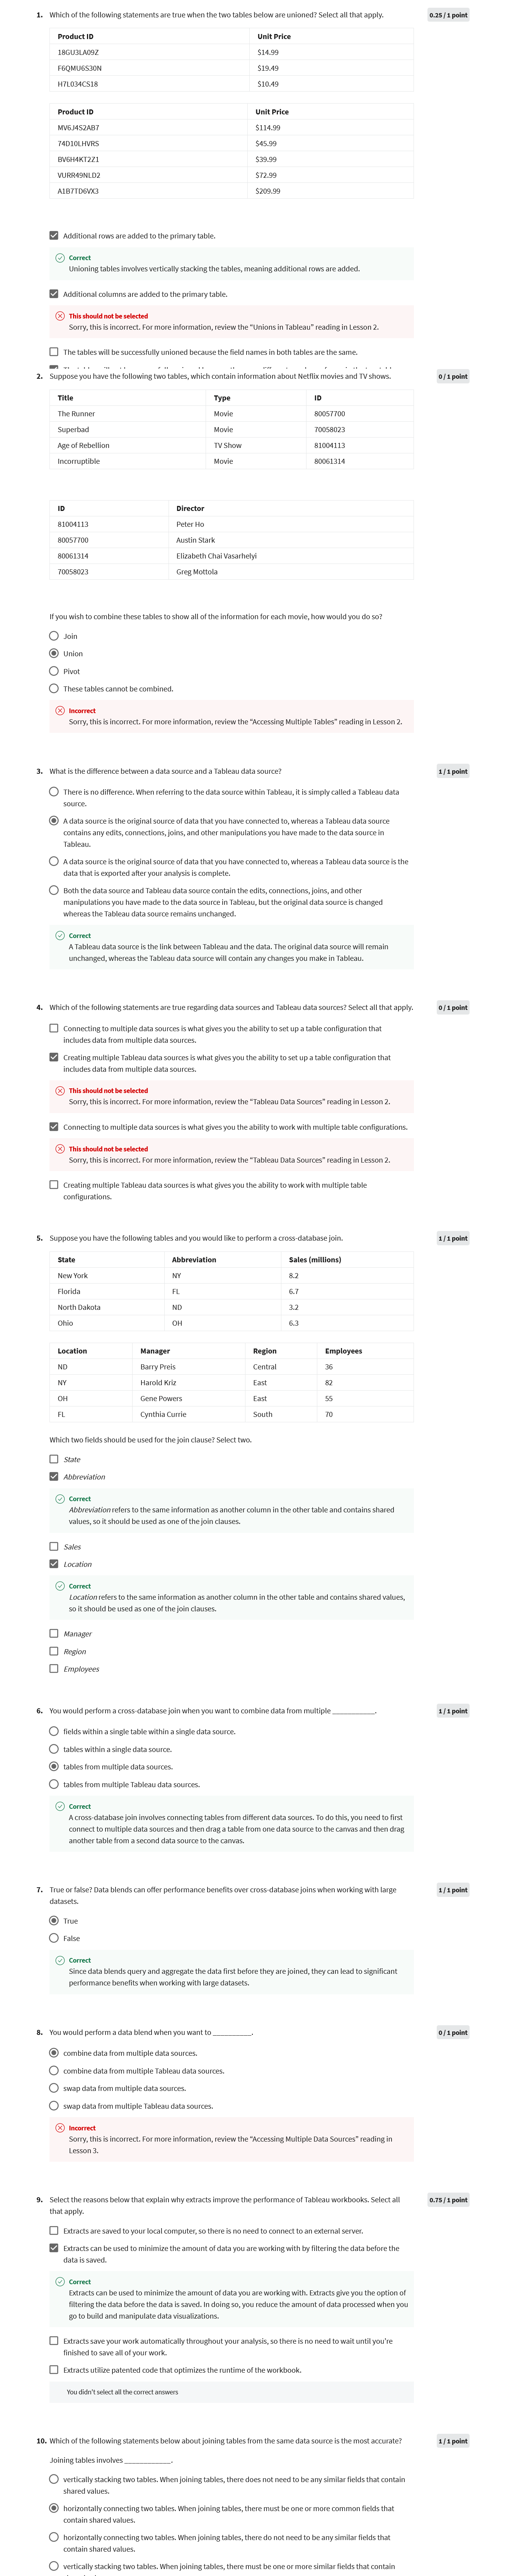 1. Which of the following statements are true when the two tables below are unioned? Select all that apply.
0.25 / 1 point
Product ID Unit Price
18GU3LA09Z $14.99
F6QMU6S30N $19.49
H7L034CS18 $10.49
Product ID Unit Price
MV6J4S2AB7 $114.99
74D10LHVRS $45.99
BV6H4KT2Z1 $39.99
VURR49NLD2 $72.99
A1B7TD6VX3 $209.99
Additional rows are added to the primary table.
Correct
Unioning tables involves vertically stacking the tables, meaning additional rows are added.
Additional columns are added to the primary table.
This should not be selected
Sorry, this is incorrect. For more information, review the "Unions in Tableau" reading in Lesson 2.
The tables will be successfully unioned because the field names in both tables are the same.
2. Suppose you have the following two tables, which contain information about Netflix movies and TV shows.
0 / 1 point
Title Type ID
The Runner Movie 80057700
Superbad Movie 70058023
Age of Rebellion TV Show 81004113
Incorruptible Movie 80061314
ID Director
81004113 Peter Ho
80057700 Austin Stark
80061314 Elizabeth Chai Vasarhelyi
70058023 Greg Mottola
If you wish to combine these tables to show all of the information for each movie, how would you do so?
Join
Union
Pivot
These tables cannot be combined.
Incorrect
Sorry, this is incorrect. For more information, review the "Accessing Multiple Tables" reading in Lesson 2.
3. What is the difference between a data source and a Tableau data source?
1 / 1 point
There is no difference. When referring to the data source within Tableau, it is simply called a Tableau data
source.
A data source is the original source of data that you have connected to, whereas a Tableau data source
contains any edits, connections, joins, and other manipulations you have made to the data source in
Tableau.
A data source is the original source of data that you have connected to, whereas a Tableau data source is the
data that is exported after your analysis is complete.
Both the data source and Tableau data source contain the edits, connections, joins, and other
manipulations you have made to the data source in Tableau, but the original data source is changed
whereas the Tableau data source remains unchanged.
Correct
A Tableau data source is the link between Tableau and the data. The original data source will remain
unchanged, whereas the Tableau data source will contain any changes you make in Tableau.
4. Which of the following statements are true regarding data sources and Tableau data sources? Select all that apply.
0 / 1 point
Connecting to multiple data sources is what gives you the ability to set up a table configuration that
includes data from multiple data sources.
Creating multiple Tableau data sources is what gives you the ability to set up a table configuration that
includes data from multiple data sources.
This should not be selected
Sorry, this is incorrect. For more information, review the "Tableau Data Sources" reading in Lesson 2.
Connecting to multiple data sources is what gives you the ability to work with multiple table configurations.
This should not be selected
Sorry, this is incorrect. For more information, review the "Tableau Data Sources" reading in Lesson 2.
Creating multiple Tableau data sources is what gives you the ability to work with multiple table
configurations.
5. Suppose you have the following tables and you would like to perform a cross-database join.
1 / 1 point
State Abbreviation Sales (millions)
New York NY 8.2
Florida FL 6.7
North Dakota ND 3.2
Ohio OH 6.3
Location Manager Region Employees
ND Barry Preis Central 36
NY Harold Kriz East 82
OH Gene Powers East 55
FL Cynthia Currie South 70
Which two fields should be used for the join clause? Select two.
State
Abbreviation
Correct
Abbreviation refers to the same information as another column in the other table and contains shared
values, so it should be used as one of the join clauses.
Sales
Location
Correct
Location refers to the same information as another column in the other table and contains shared values,
so it should be used as one of the join clauses.
Manager
Region
Employees
6. You would perform a cross-database join when you want to combine data from multiple ___________.
1 / 1 point
fields within a single table within a single data source.
tables within a single data source.
tables from multiple data sources.
tables from multiple Tableau data sources.
Correct
A cross-database join involves connecting tables from different data sources. To do this, you need to first
connect to multiple data sources and then drag a table from one data source to the canvas and then drag
another table from a second data source to the canvas.
7. True or false? Data blends can offer performance benefits over cross-database joins when working with large
datasets.
1 / 1 point
True
False
Correct
Since data blends query and aggregate the data first before they are joined, they can lead to significant
performance benefits when working with large datasets.
8. You would perform a data blend when you want to __________.
0 / 1 point
combine data from multiple data sources.
combine data from multiple Tableau data sources.
swap data from multiple data sources.
swap data from multiple Tableau data sources.
Incorrect
Sorry, this is incorrect. For more information, review the "Accessing Multiple Data Sources" reading in
Lesson 3.
9. Select the reasons below that explain why extracts improve the performance of Tableau workbooks. Select all
that apply.
0.75 / 1 point
Extracts are saved to your local computer, so there is no need to connect to an external server.
Extracts can be used to minimize the amount of data you are working with by filtering the data before the
data is saved.
Correct
Extracts can be used to minimize the amount of data you are working with. Extracts give you the option of
filtering the data before the data is saved. In doing so, you reduce the amount of data processed when you
go to build and manipulate data visualizations.
Extracts save your work automatically throughout your analysis, so there is no need to wait until you're
finished to save all of your work.
Extracts utilize patented code that optimizes the runtime of the workbook.
You didn't select all the correct answers
10. Which of the following statements below about joining tables from the same data source is the most accurate?
1 / 1 point
Joining tables involves ____________.
vertically stacking two tables. When joining tables, there does not need to be any similar fields that contain
shared values.
horizontally connecting two tables. When joining tables, there must be one or more common fields that
contain shared values.
horizontally connecting two tables. When joining tables, there do not need to be any similar fields that
contain shared values.
vertically stacking two tables. When joining tables, there must be one or more similar fields that contain